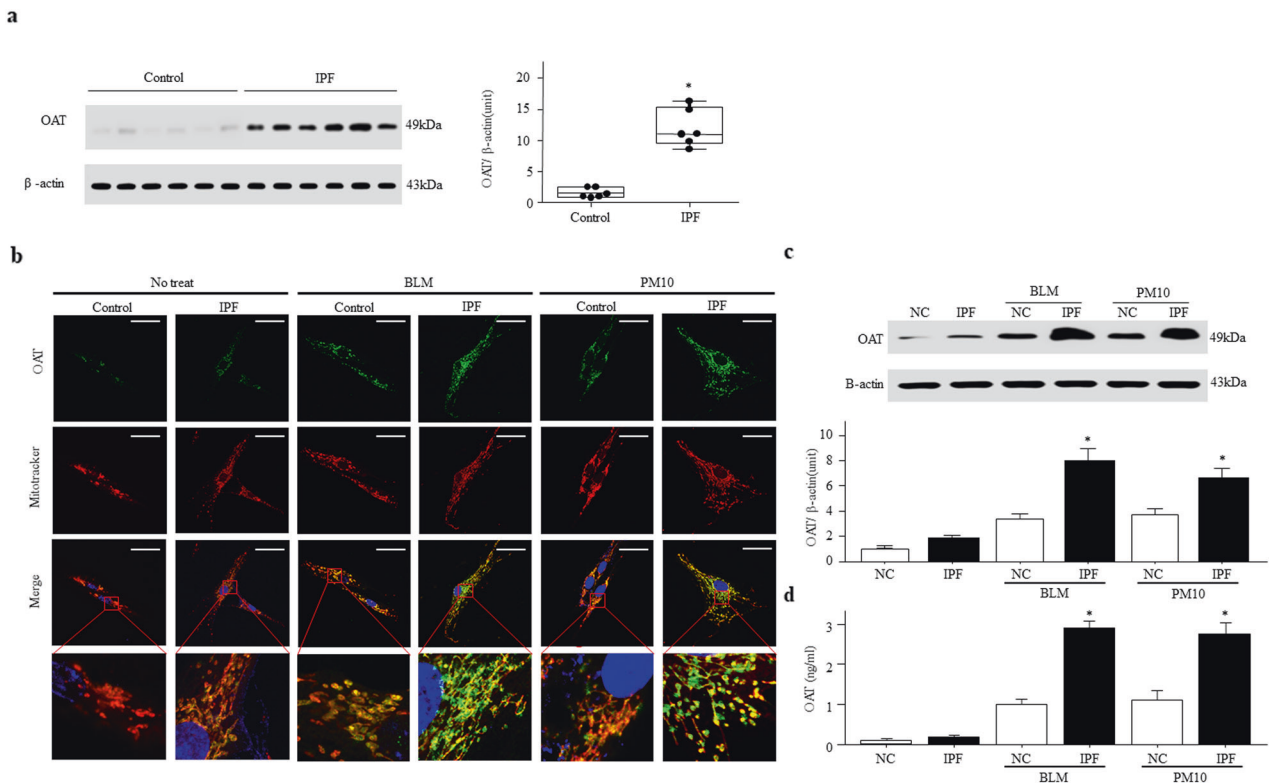 a
Control IPF
OAT 49kDa
β -actin 43kDa
OAT/ β-actin(unit)
20
15
10
5
0
*
Control IPF
b
No treat BLM PM10
Control IPF Control IPF Control IPF
OAT
Mitotracker
Merge
c
BLM PM10
NC IPF NC IPF NC IPF
OAT 49kDa
B-actin 43kDa
OAT/ β-actin(unit)
10
8
6
4
2
0
* *
NC IPF NC IPF NC IPF
BLM PM10
d
OAT (ng/ml)
3
2
1
0
* *
NC IPF NC IPF NC IPF
BLM PM10